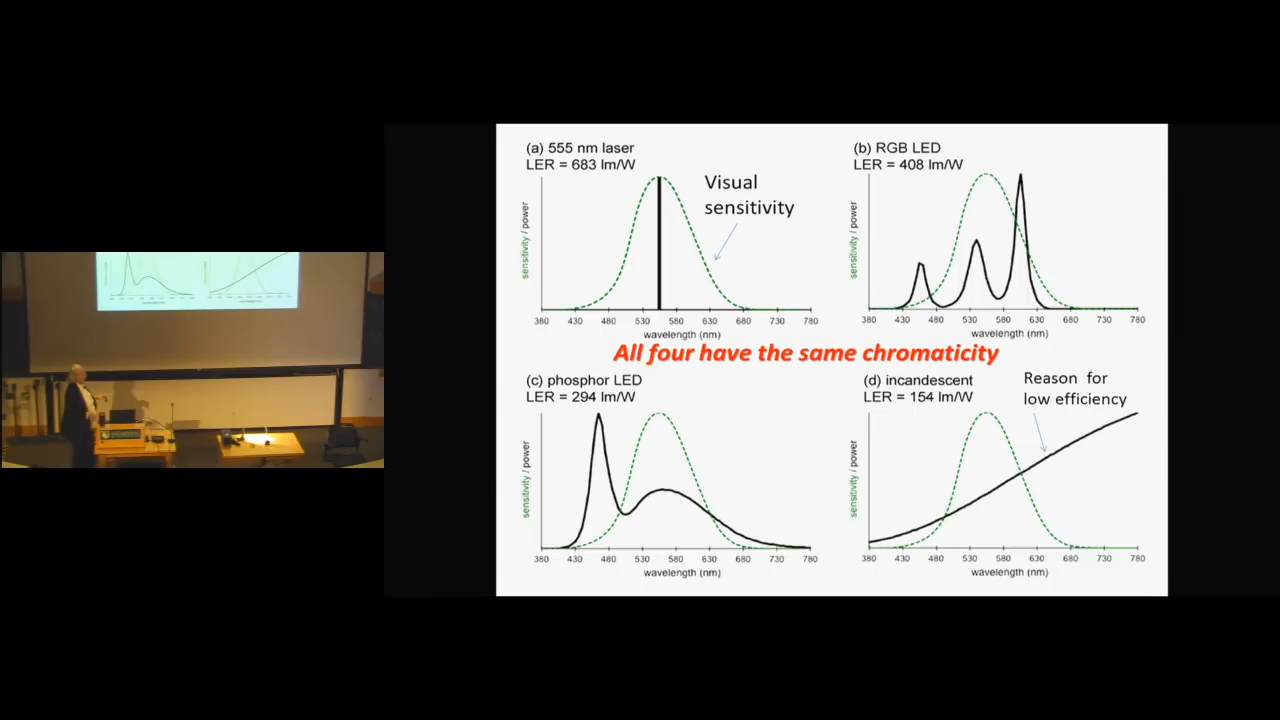 (a) 555 nm laser
LER = 683 lm/W
Visual
sensitivity
sensitivity / power
380 430 480 530 580 630 680 730 780
wavelength (nm)
(b) RGB LED
LER = 408 lm/W
sensitivity / power
380 430 480 530 580 630 680 730 780
wavelength (nm)
All four have the same chromaticity
(c) phosphor LED
LER = 294 lm/W
sensitivity / power
380 430 480 530 580 630 680 730 780
wavelength (nm)
(d) incandescent
LER = 154 lm/W
Reason for
low efficiency
sensitivity / power
380 430 480 530 580 630 680 730 780
wavelength (nm)